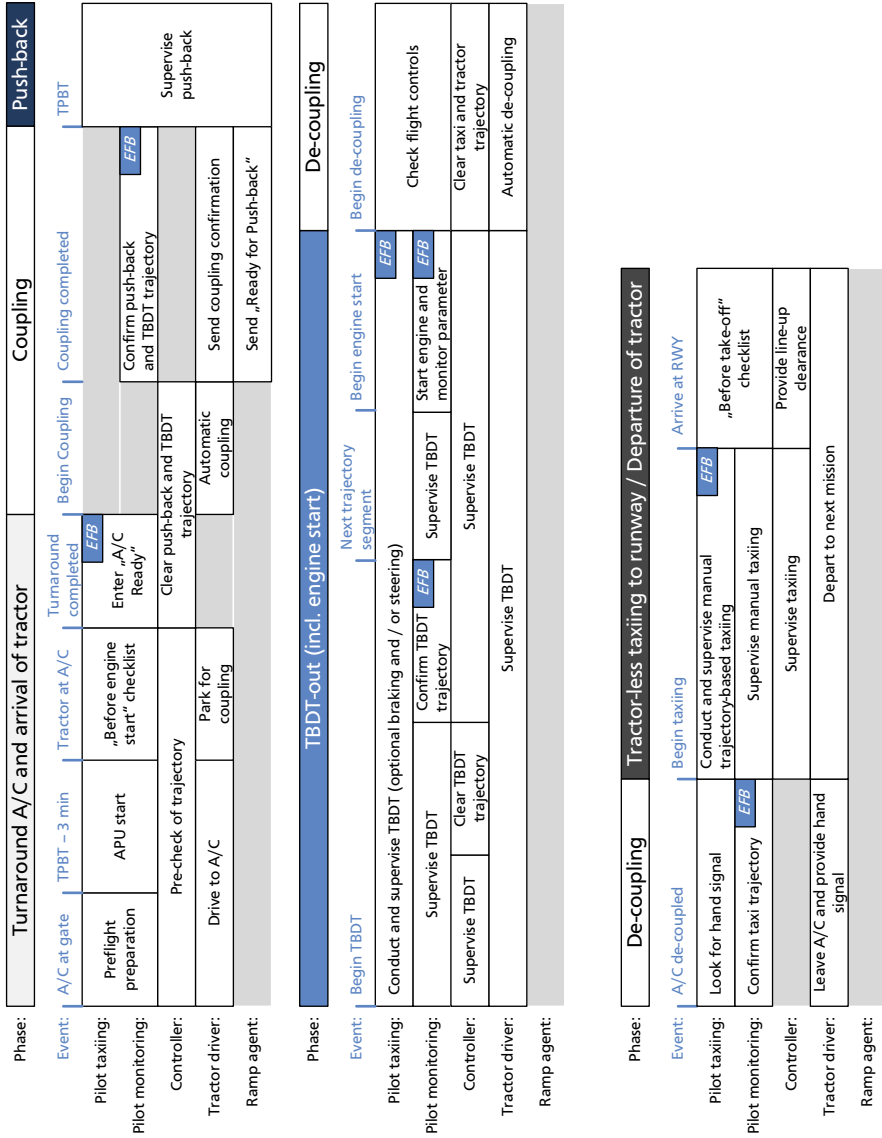 Phase:
Turnaround A/C and arrival of tractor
Coupling
Push-back
Event:
A/C at gate
TPBT – 3 min
Tractor at A/C
Turnaround
completed
Begin Coupling
Coupling completed
TPBT
Pilot taxiing:
Pilot monitoring:
Controller:
Tractor driver:
Ramp agent:
Preflight
preparation
APU start
„Before engine
start“ checklist
EFB
Enter „A/C
Ready“
Confirm push-back
and TBDT trajectory
EFB
Supervise
push-back
Pre-check of trajectory
Clear push-back and TBDT
trajectory
Drive to A/C
Park for
coupling
Automatic
coupling
Send coupling confirmation
Send „Ready for Push-back“
Phase:
TBDT-out (incl. engine start)
De-coupling
Event:
Begin TBDT
Next trajectory
segment
Begin engine start
Begin de-coupling
Pilot taxiing:
Pilot monitoring:
Controller:
Tractor driver:
Ramp agent:
Conduct and supervise TBDT (optional braking and / or steering)
EFB
Check flight controls
Supervise TBDT
Confirm TBDT
trajectory
EFB
Supervise TBDT
Start engine and
monitor parameter
EFB
Supervise TBDT
Clear TBDT
trajectory
Supervise TBDT
Clear taxi and tractor
trajectory
Supervise TBDT
Automatic de-coupling
Phase:
De-coupling
Tractor-less taxiing to runway / Departure of tractor
Event:
A/C de-coupled
Begin taxiing
Arrive at RWY
Pilot taxiing:
Pilot monitoring:
Controller:
Tractor driver:
Ramp agent:
Look for hand signal
Conduct and supervise manual
trajectory-based taxiing
EFB
„Before take-off“
checklist
Confirm taxi trajectory
EFB
Supervise manual taxiing
Supervise taxiing
Provide line-up
clearance
Leave A/C and provide hand
signal
Depart to next mission